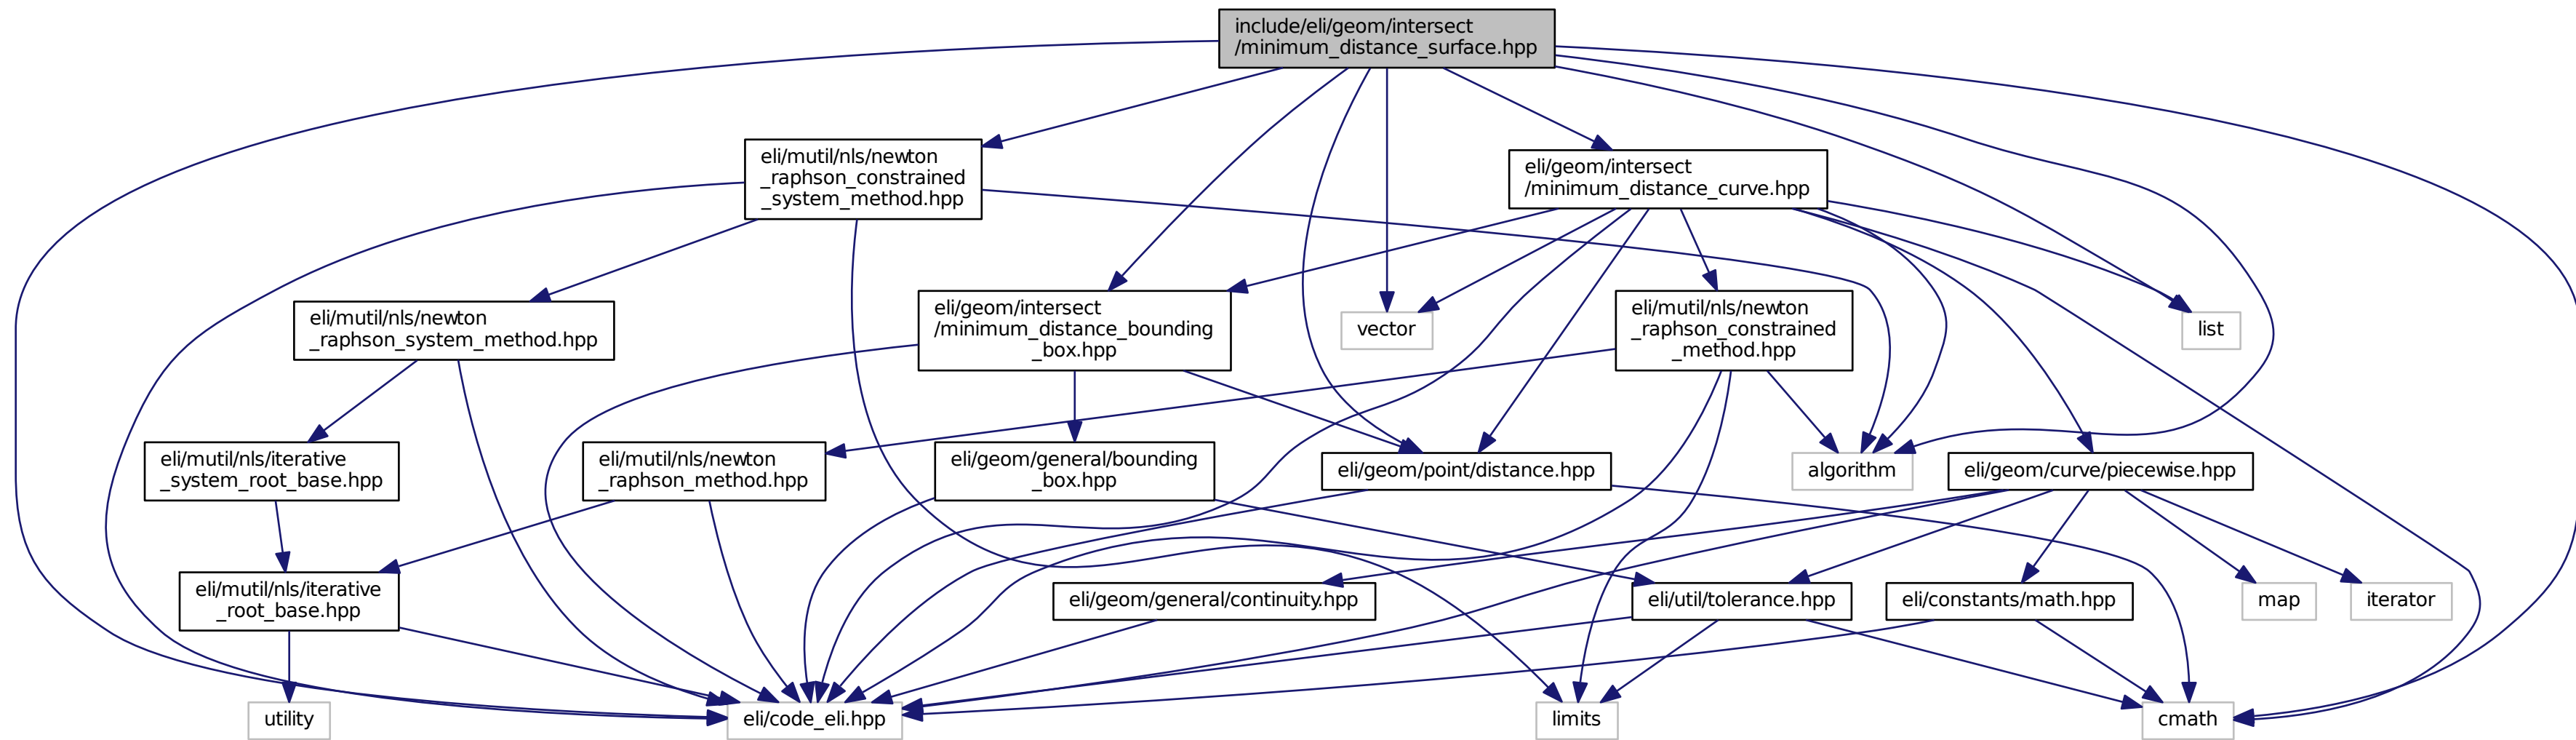 include/eli/geom/intersect
/minimum_distance_surface.hpp
eli/mutil/nls/newton
_raphson_constrained
_system_method.hpp
eli/geom/intersect
/minimum_distance_curve.hpp
eli/mutil/nls/newton
_raphson_system_method.hpp
eli/geom/intersect
/minimum_distance_bounding
_box.hpp
vector
eli/mutil/nls/newton
_raphson_constrained
_method.hpp
list
eli/mutil/nls/iterative
_system_root_base.hpp
eli/mutil/nls/newton
_raphson_method.hpp
eli/geom/general/bounding
_box.hpp
eli/geom/point/distance.hpp
algorithm
eli/geom/curve/piecewise.hpp
eli/mutil/nls/iterative
_root_base.hpp
eli/geom/general/continuity.hpp
eli/util/tolerance.hpp
eli/constants/math.hpp
map
iterator
utility
eli/code_eli.hpp
limits
cmath